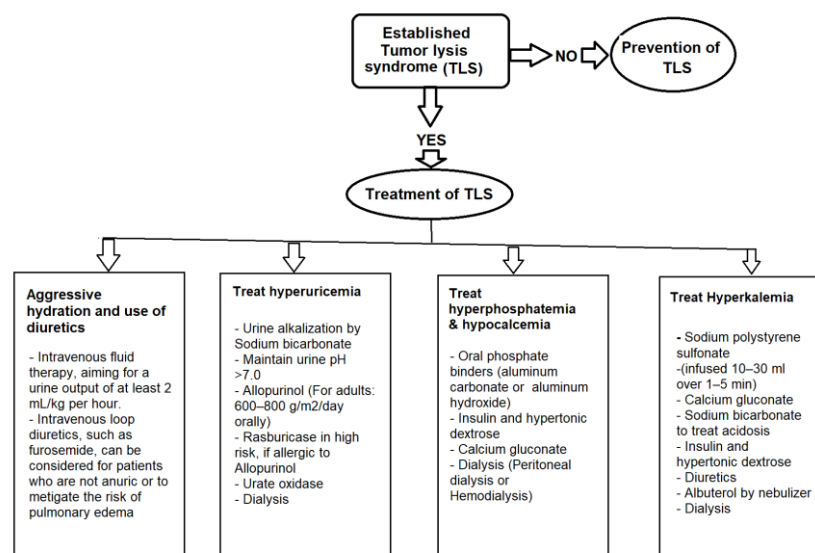 Established
Tumor lysis
syndrome (TLS)
NO
Prevention of
TLS
YES
Treatment of TLS
Aggressive
hydration and use of
diuretics
- Intravenous fluid
therapy, aiming for a
urine output of at least 2
mL/kg per hour.
- Intravenous loop
diuretics, such as
furosemide, can be
considered for patients
who are not anuric or to
metigate the risk of
pulmonary edema
Treat hyperuricemia
- Urine alkalization by
Sodium bicarbonate
- Maintain urine pH
>7.0
- Allopurinol (For adults:
600–800 g/m2/day
orally)
- Rasburicase in high
risk, if allergic to
Allopurinol
- Urate oxidase
- Dialysis
Treat
hyperphosphatemia
& hypocalcemia
- Oral phosphate
binders (aluminum
carbonate or aluminum
hydroxide)
- Insulin and hypertonic
dextrose
- Calcium gluconate
- Dialysis (Peritoneal
dialysis or
Hemodialysis)
Treat Hyperkalemia
- Sodium polystyrene
sulfonate
-(infused 10–30 ml
over 1–5 min)
- Calcium gluconate
- Sodium bicarbonate
to treat acidosis
- Insulin and
hypertonic dextrose
- Diuretics
- Albuterol by nebulizer
- Dialysis